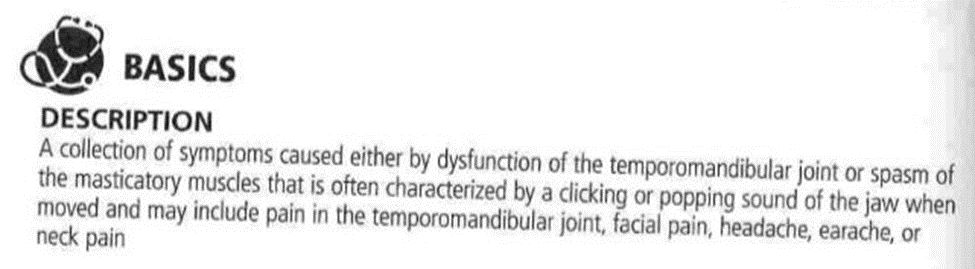 BASICS
DESCRIPTION
A collection of symptoms caused either by dysfunction of the temporomandibular joint or spasm of
the masticatory muscles that is often characterized by a clicking or popping sound of the jaw when
moved and may include pain in the temporomandibular joint, facial pain, headache, earache, or
neck pain